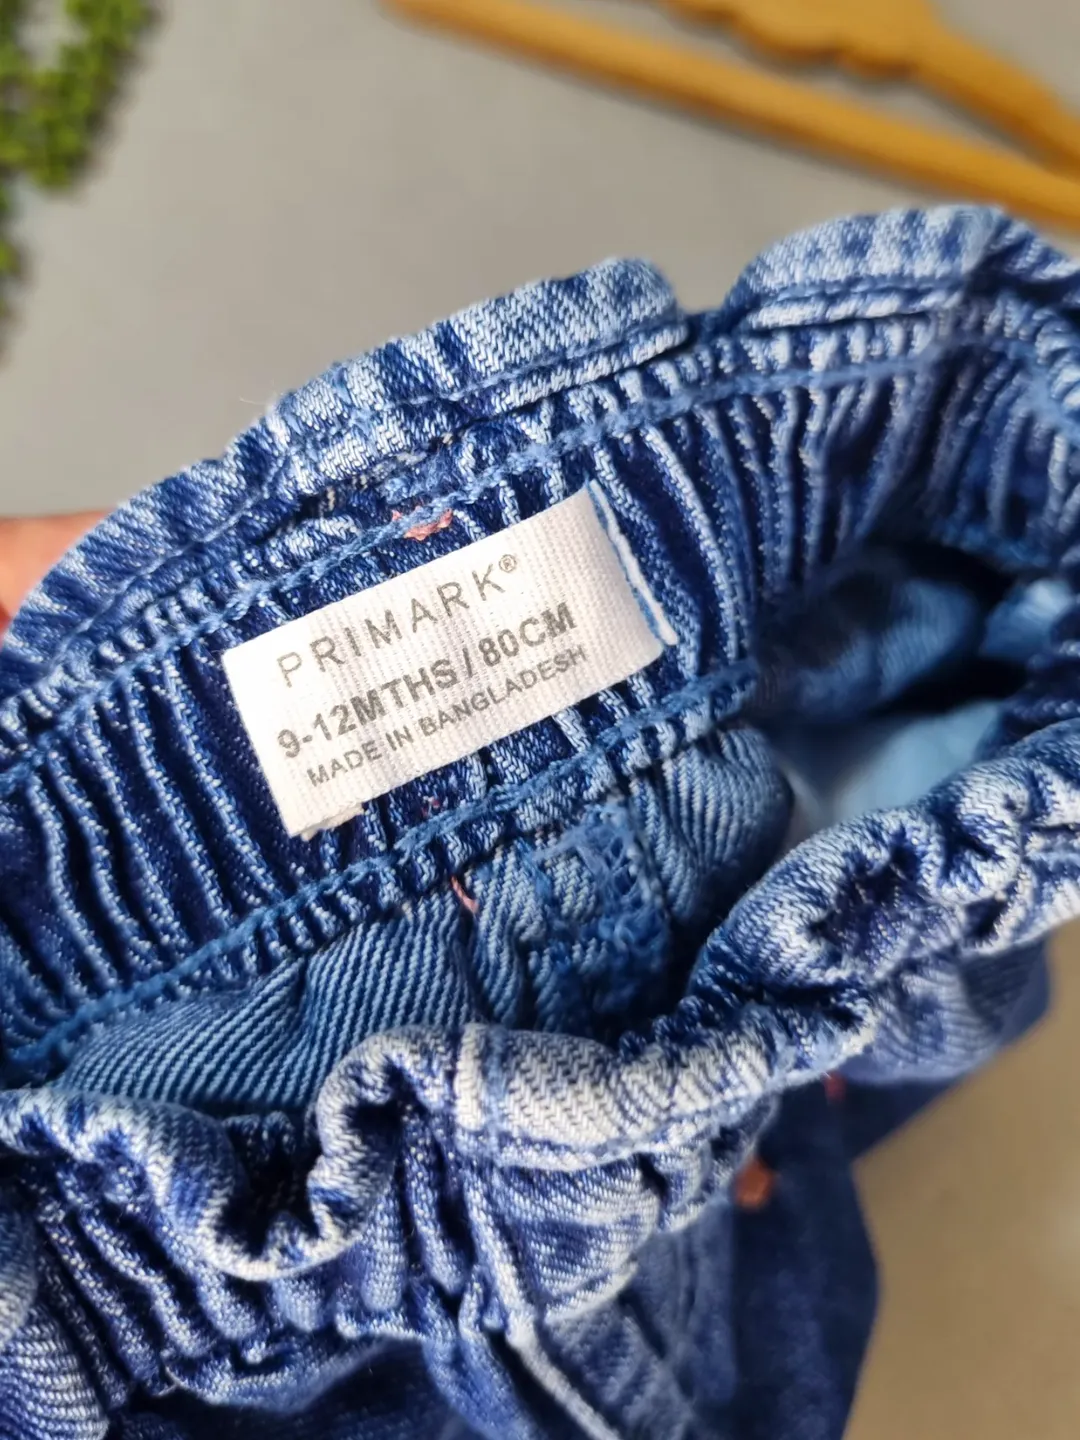 PRIMARK®
9-12MTHS / 80CM
MADE IN BANGLADESH